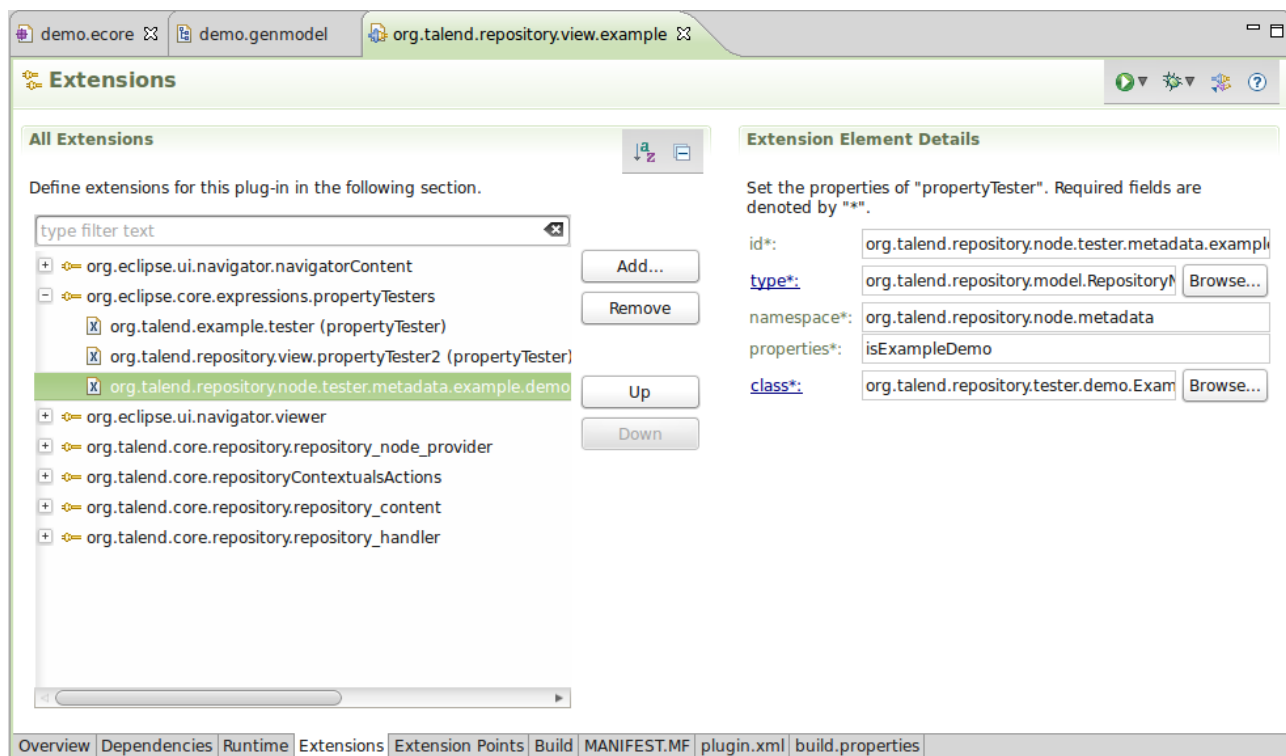 demo.ecore
demo.genmodel
org.talend.repository.view.example
Extensions
All Extensions
Define extensions for this plug-in in the following section.
type filter text
org.eclipse.ui.navigator.navigatorContent
org.eclipse.core.expressions.propertyTesters
org.talend.example.tester (propertyTester)
org.talend.repository.view.propertyTester2 (propertyTester)
org.talend.repository.node.tester.metadata.example.demo
org.eclipse.ui.navigator.viewer
org.talend.core.repository.repository_node_provider
org.talend.core.repositoryContextualsActions
org.talend.core.repository.repository_content
org.talend.core.repository.repository_handler
Add...
Remove
Up
Down
Extension Element Details
Set the properties of "propertyTester". Required fields are
denoted by "*".
id*: org.talend.repository.node.tester.metadata.example
type*: org.talend.repository.model.RepositoryN Browse...
namespace*: org.talend.repository.node.metadata
properties*: isExampleDemo
class*: org.talend.repository.tester.demo.Exam Browse...
Overview Dependencies Runtime Extensions Extension Points Build MANIFEST.MF plugin.xml build.properties